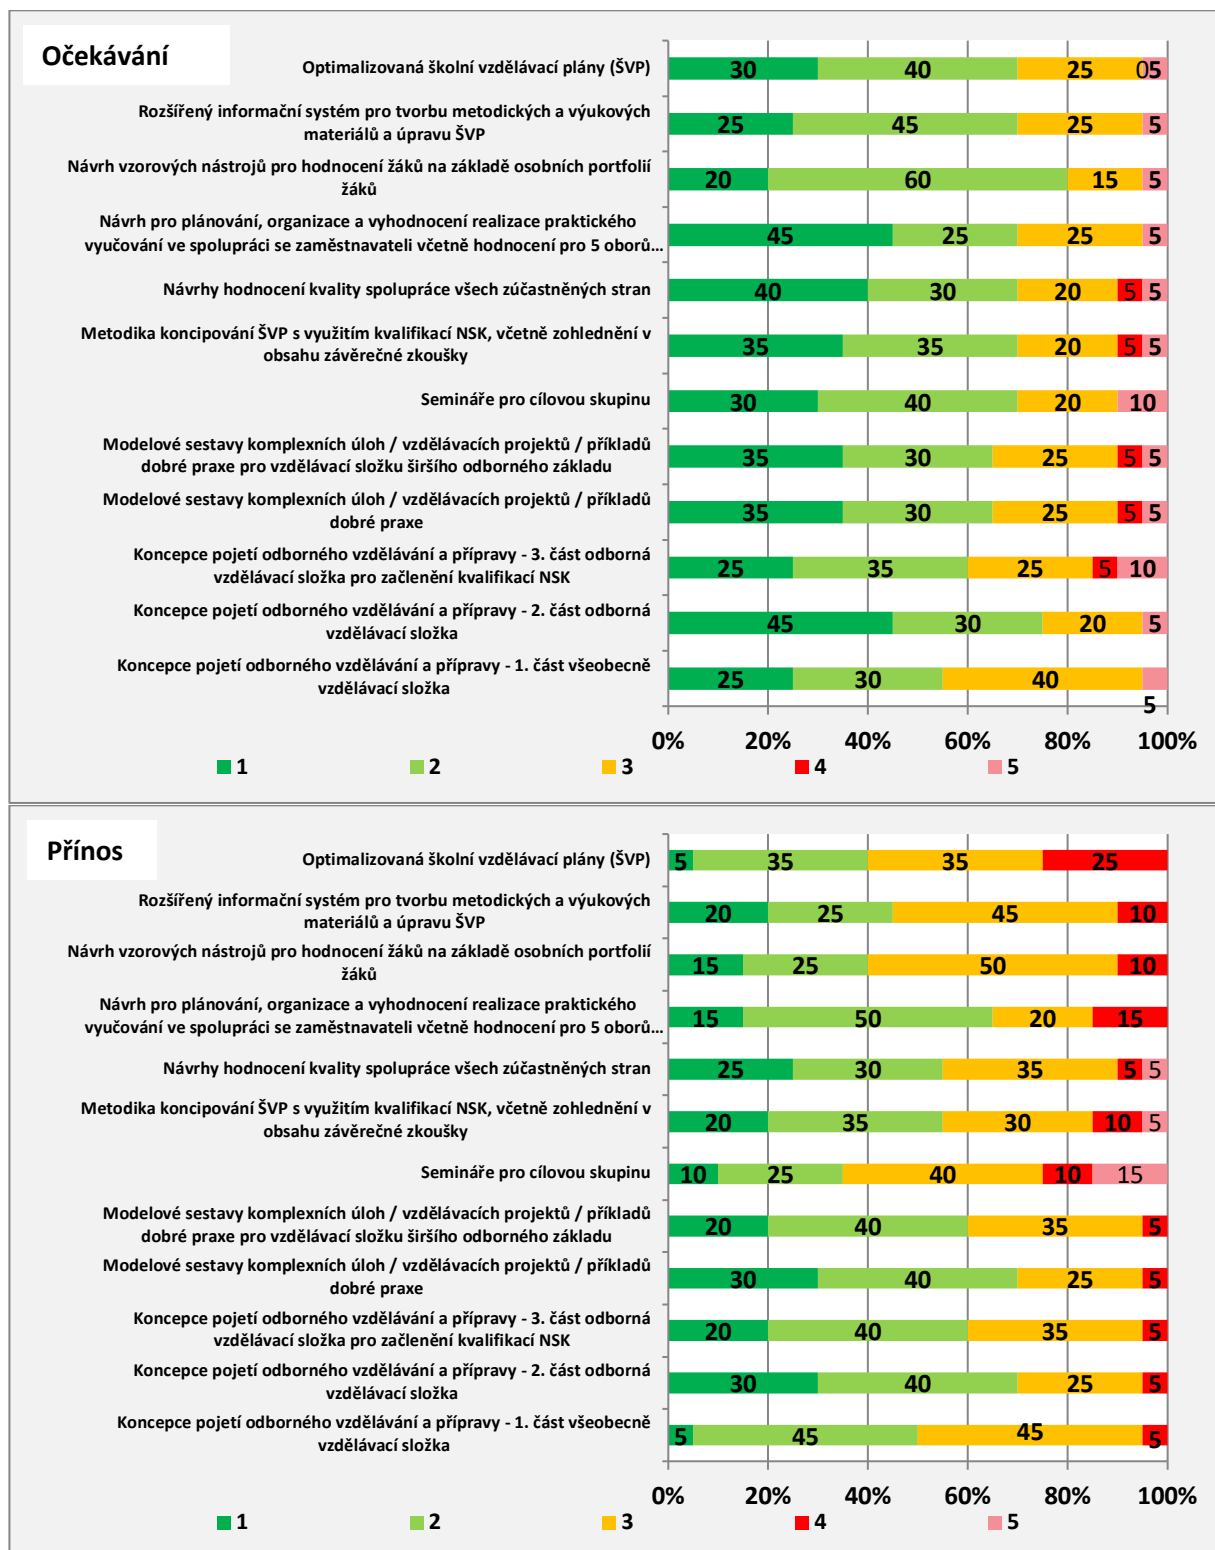 Očekávání
Optimalizovaná školní vzdělávací plány (ŠVP)
30 40 25 0 5
Rozšířený informační systém pro tvorbu metodických a výukových
materiálů a úpravu ŠVP
25 45 25 5
Návrh vzorových nástrojů pro hodnocení žáků na základě osobních portfolií
žáků
20 60 15 5
Návrh pro plánování, organizace a vyhodnocení realizace praktického
vyučování ve spolupráci se zaměstnavateli včetně hodnocení pro 5 oborů…
45 25 25 5
Návrhy hodnocení kvality spolupráce všech zúčastněných stran
40 30 20 5 5
Metodika koncipování ŠVP s využitím kvalifikací NSK, včetně zohlednění v
obsahu závěrečné zkoušky
35 35 20 5 5
Semináře pro cílovou skupinu
30 40 20 10
Modelové sestavy komplexních úloh / vzdělávacích projektů / příkladů
dobré praxe pro vzdělávací složku širšího odborného základu
35 30 25 5 5
Modelové sestavy komplexních úloh / vzdělávacích projektů / příkladů
dobré praxe
35 30 25 5 5
Koncepce pojetí odborného vzdělávání a přípravy - 3. část odborná
vzdělávací složka pro začlenění kvalifikací NSK
25 35 25 5 10
Koncepce pojetí odborného vzdělávání a přípravy - 2. část odborná
vzdělávací složka
45 30 20 5
Koncepce pojetí odborného vzdělávání a přípravy - 1. část všeobecně
vzdělávací složka
25 30 40 5
0% 20% 40% 60% 80% 100%
1 2 3 4 5
Přínos
Optimalizovaná školní vzdělávací plány (ŠVP)
5 35 35 25
Rozšířený informační systém pro tvorbu metodických a výukových
materiálů a úpravu ŠVP
20 25 45 10
Návrh vzorových nástrojů pro hodnocení žáků na základě osobních portfolií
žáků
15 25 50 10
Návrh pro plánování, organizace a vyhodnocení realizace praktického
vyučování ve spolupráci se zaměstnavateli včetně hodnocení pro 5 oborů…
15 50 20 15
Návrhy hodnocení kvality spolupráce všech zúčastněných stran
25 30 35 5 5
Metodika koncipování ŠVP s využitím kvalifikací NSK, včetně zohlednění v
obsahu závěrečné zkoušky
20 35 30 10 5
Semináře pro cílovou skupinu
10 25 40 10 15
Modelové sestavy komplexních úloh / vzdělávacích projektů / příkladů
dobré praxe pro vzdělávací složku širšího odborného základu
20 40 35 5
Modelové sestavy komplexních úloh / vzdělávacích projektů / příkladů
dobré praxe
30 40 25 5
Koncepce pojetí odborného vzdělávání a přípravy - 3. část odborná
vzdělávací složka pro začlenění kvalifikací NSK
20 40 35 5
Koncepce pojetí odborného vzdělávání a přípravy - 2. část odborná
vzdělávací složka
30 40 25 5
Koncepce pojetí odborného vzdělávání a přípravy - 1. část všeobecně
vzdělávací složka
5 45 45 5
0% 20% 40% 60% 80% 100%
1 2 3 4 5